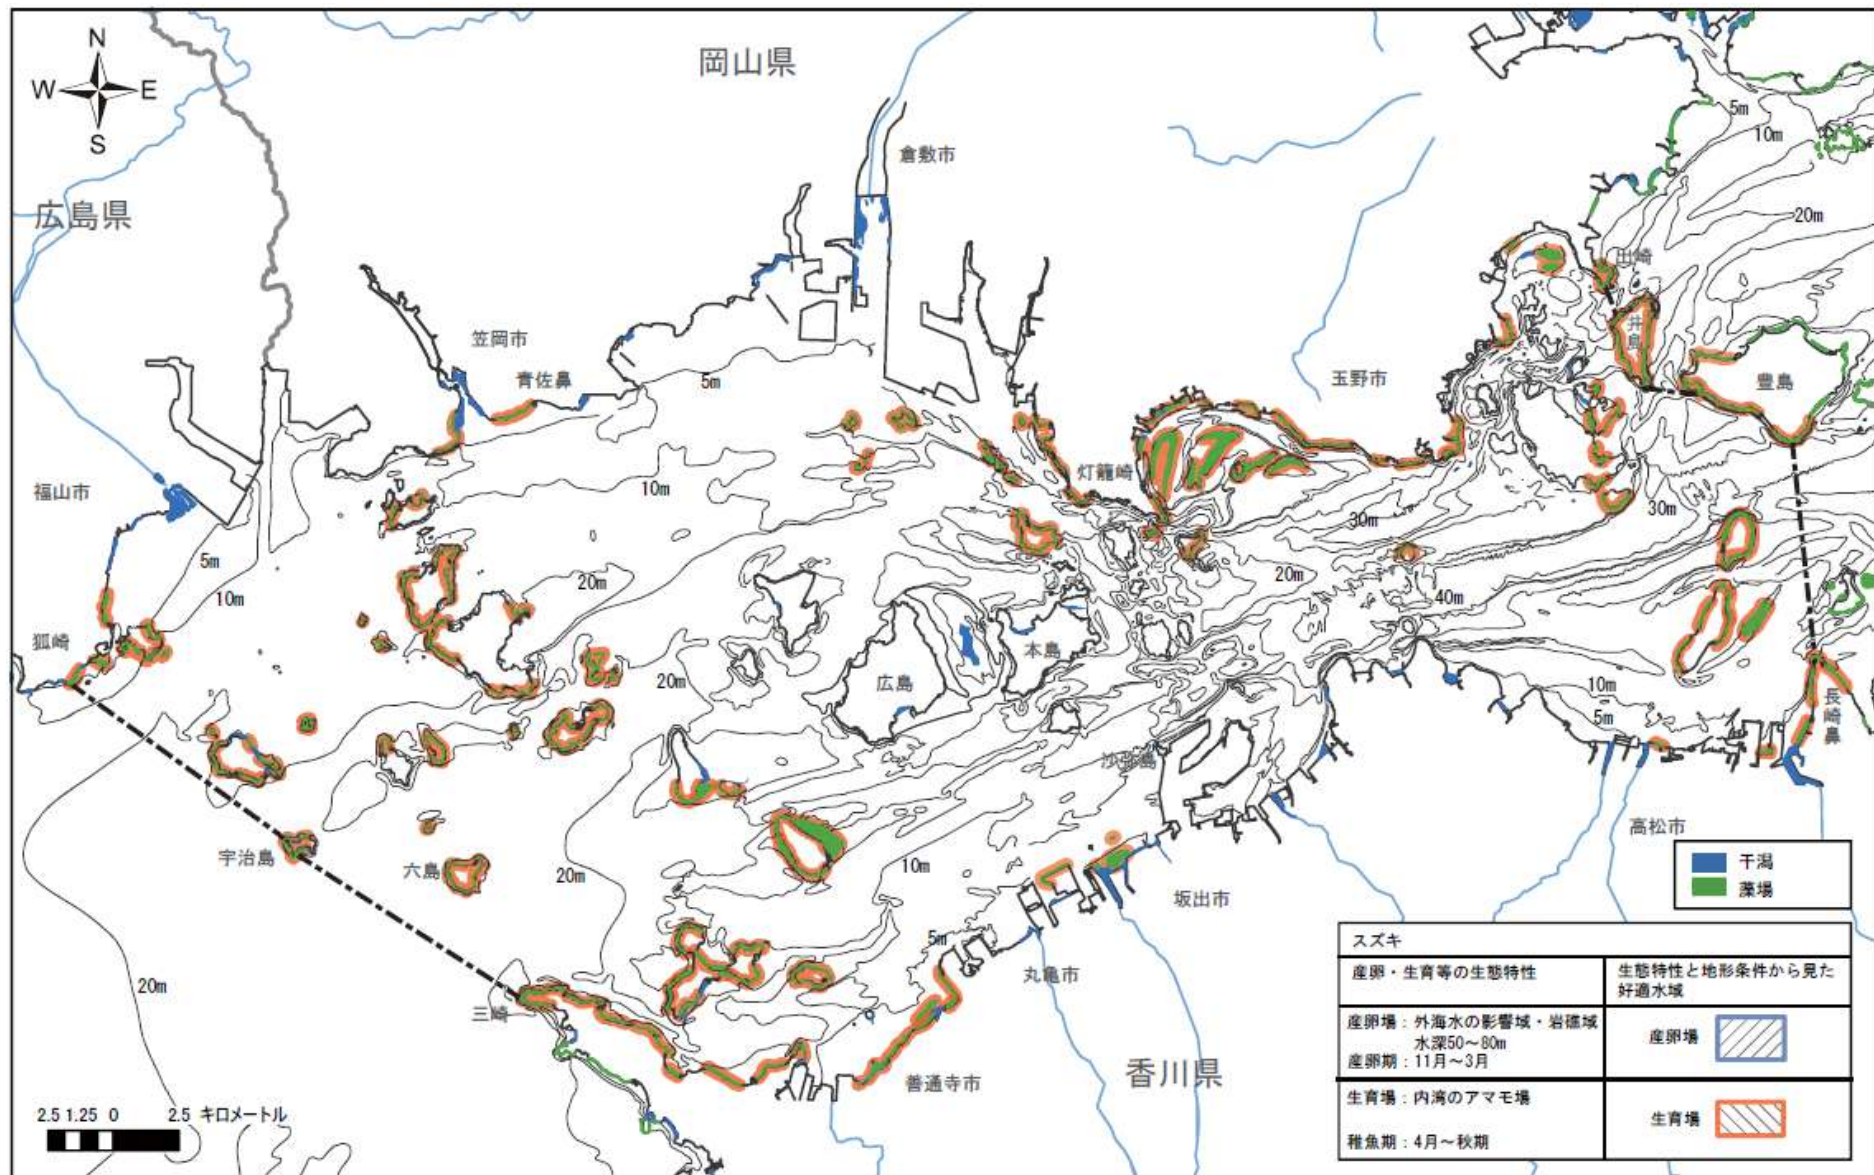 岡山県
N
W E
S
倉敷市
5m
10m
広島県
20m
出崎
井島
笠岡市
青佐鼻
5m
玉野市
豊島
福山市
10m
灯籠崎
30m
30m
5m
10m
20m
20m
40m
狐崎
本島
広島
20m
10m
5m
長崎鼻
沙弥島
宇治島
六島
20m
10m
高松市
干潟
藻場
坂出市
20m
三崎
5m
丸亀市
善通寺市
香川県
スズキ
産卵・生育等の生態特性
生態特性と地形条件から見た
好適水域
産卵場：外海水の影響域・岩礁域
水深50～80m
産卵期：11月～3月
産卵場
生育場：内湾のアマモ場
稚魚期：4月～秋期
生育場
2.5 1.25 0 2.5 キロメートル